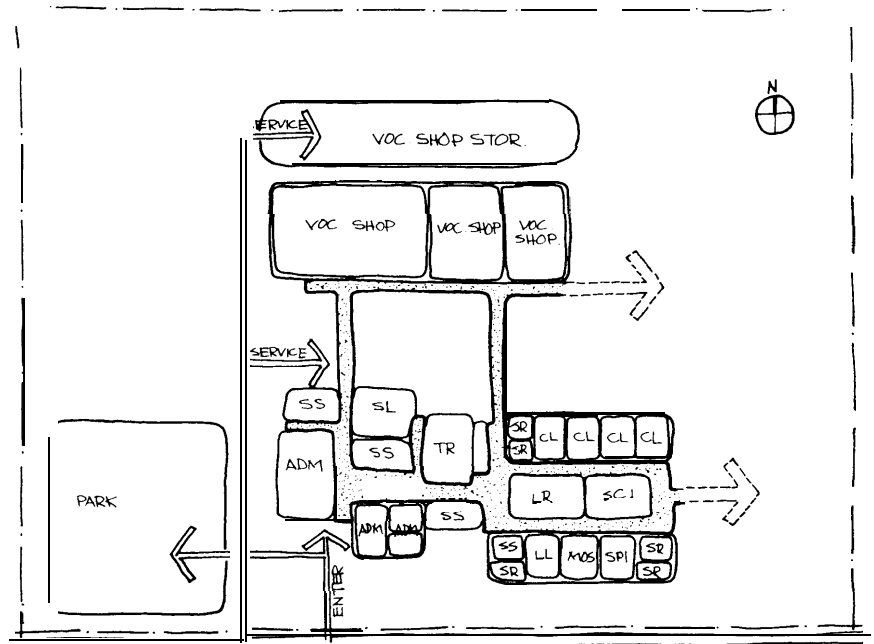 N
SERVICE
VOC SHOP STOR.
VOC SHOP
VOC SHOP
VOC
SHOP.
SERVICE
SS
SL
SR
CL
CL
CL
CL
SR
SS
TR
ADM
LR
SCI
PARK
ADM
ADM
SS
SS
LL
MDS
SPI
SR
SR
SR
ENTER